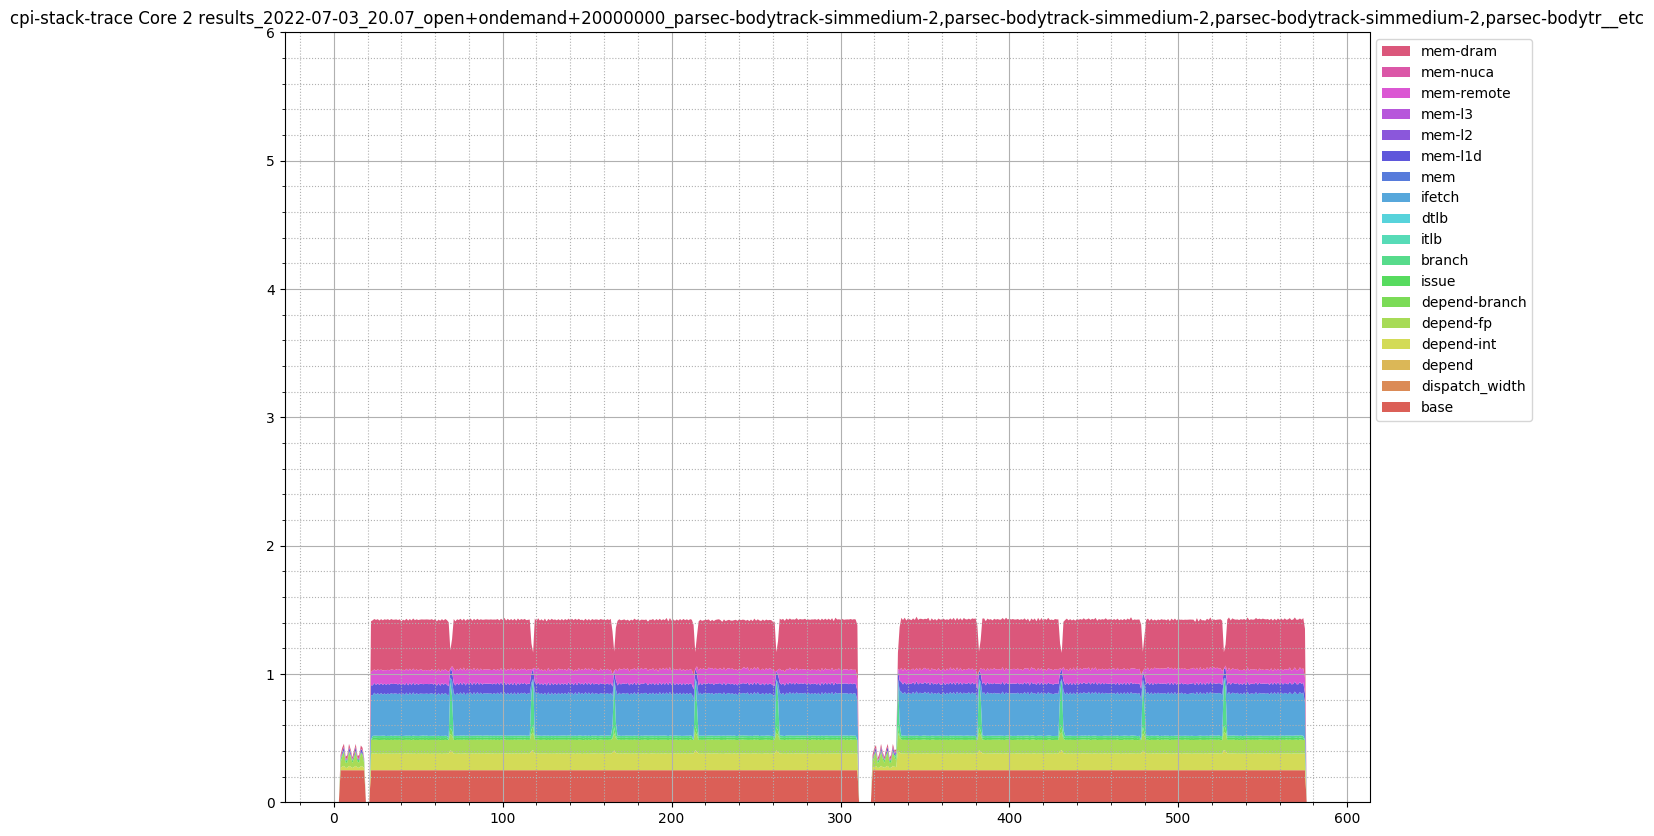 cpi-stack-trace Core 2 results_2022-07-03_20.07_open+ondemand+20000000_parsec-bodytrack-simmedium-2,parsec-bodytrack-simmedium-2,parsec-bodytrack-simmedium-2,parsec-bodytr__etc
6
5
4
3
2
1
0
0 100 200 300 400 500 600
mem-dram
mem-nuca
mem-remote
mem-l3
mem-l2
mem-l1d
mem
ifetch
dtlb
itlb
branch
issue
depend-branch
depend-fp
depend-int
depend
dispatch_width
base